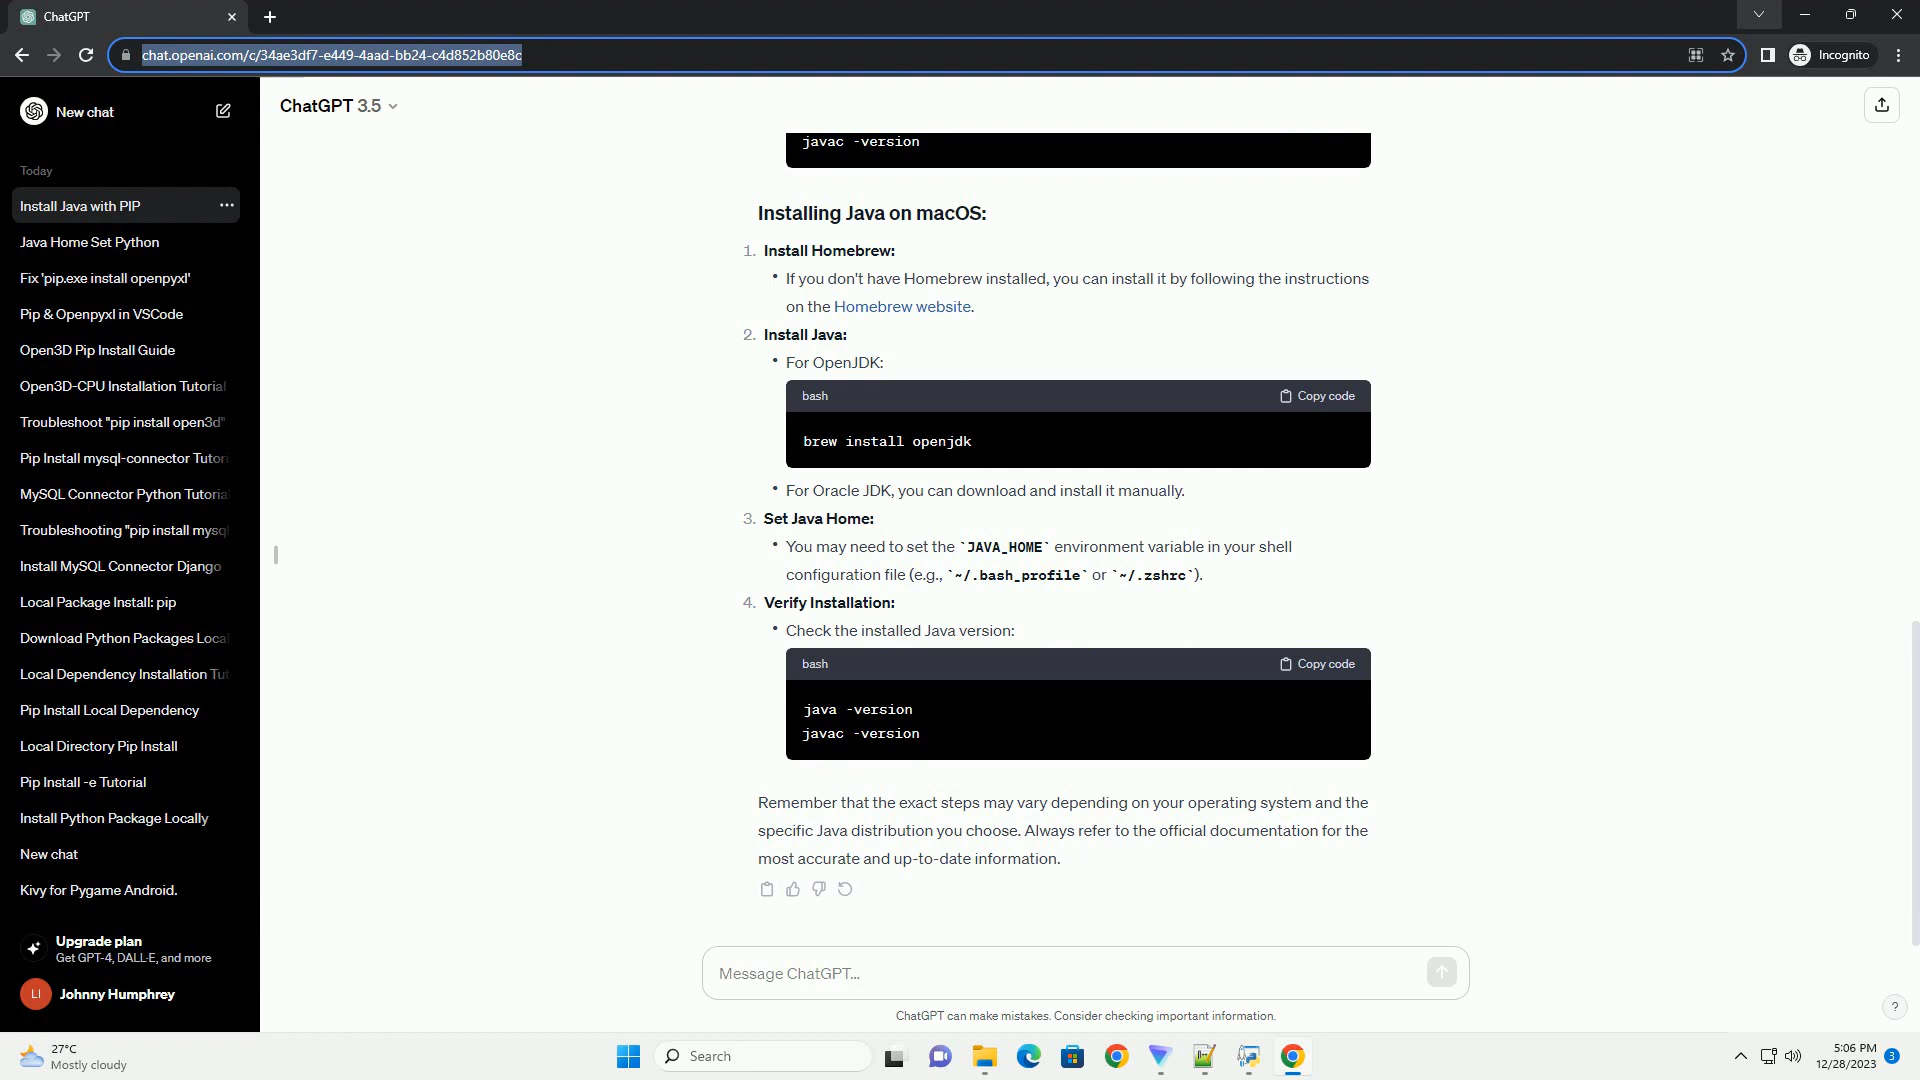 ChatGPT
chat.openai.com/c/34ae3df7-e449-4aad-bb24-c4d852b80e8c
Incognito
New chat
Today
Install Java with PIP
Java Home Set Python
Fix 'pip.exe install openpyxl'
Pip & Openpyxl in VSCode
Open3D Pip Install Guide
Open3D-CPU Installation Tutorial
Troubleshoot "pip install open3d"
Pip Install mysql-connector Tutori
MySQL Connector Python Tutoria
Troubleshooting "pip install mysq
Install MySQL Connector Django
Local Package Install: pip
Download Python Packages Loca
Local Dependency Installation Tut
Pip Install Local Dependency
Local Directory Pip Install
Pip Install -e Tutorial
Install Python Package Locally
New chat
Kivy for Pygame Android.
Upgrade plan
Get GPT-4, DALL·E, and more
LI
Johnny Humphrey
ChatGPT 3.5
javac -version
Installing Java on macOS:
1. Install Homebrew:
• If you don't have Homebrew installed, you can install it by following the instructions
on the Homebrew website.
2. Install Java:
• For OpenJDK:
bash
Copy code
brew install openjdk
• For Oracle JDK, you can download and install it manually.
3. Set Java Home:
• You may need to set the `JAVA_HOME` environment variable in your shell
configuration file (e.g., `~/.bash_profile` or `~/.zshrc`).
4. Verify Installation:
• Check the installed Java version:
bash
Copy code
java -version
javac -version
Remember that the exact steps may vary depending on your operating system and the
specific Java distribution you choose. Always refer to the official documentation for the
most accurate and up-to-date information.
Message ChatGPT...
ChatGPT can make mistakes. Consider checking important information.
?
27°C
Mostly cloudy
Search
5:06 PM
12/28/2023
3